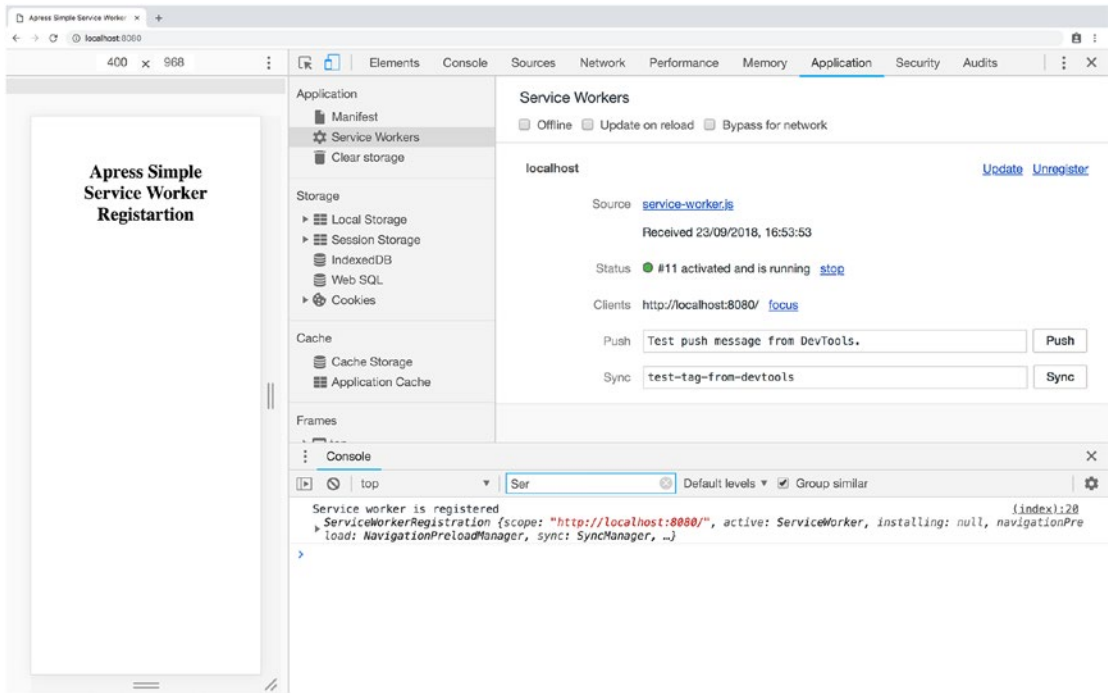 Apress Simple Service Worker
localhost:8080
400 × 968
Elements Console Sources Network Performance Memory Application Security Audits
Application
Manifest
Service Workers
Clear storage
Storage
Local Storage
Session Storage
IndexedDB
Web SQL
Cookies
Cache
Cache Storage
Application Cache
Frames
top
Apress Simple
Service Worker
Registartion
Service Workers
Offline Update on reload Bypass for network
localhost Update Unregister
Source service-worker.js
Received 23/09/2018, 16:53:53
Status #11 activated and is running stop
Clients http://localhost:8080/ focus
Push Test push message from DevTools. Push
Sync test-tag-from-devtools Sync
Console
top Ser Default levels Group similar
Service worker is registered (index):20
ServiceWorkerRegistration {scope: "http://localhost:8080/", active: ServiceWorker, installing: null, navigationPre
load: NavigationPreloadManager, sync: SyncManager, …}